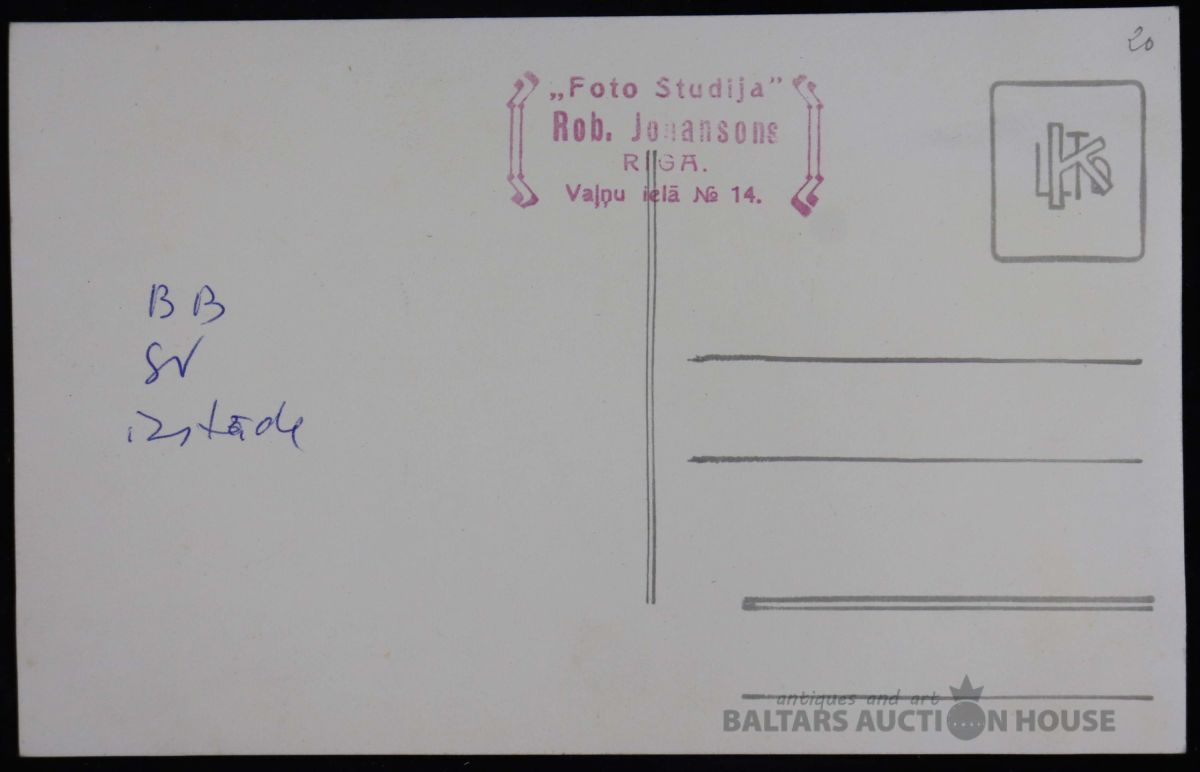 20
„Foto Studija”
Rob. Johansons
RIGA.
Vaļņu ielā № 14.
BB
SV
izstāde
antiques and art
BALTARS AUCTION HOUSE